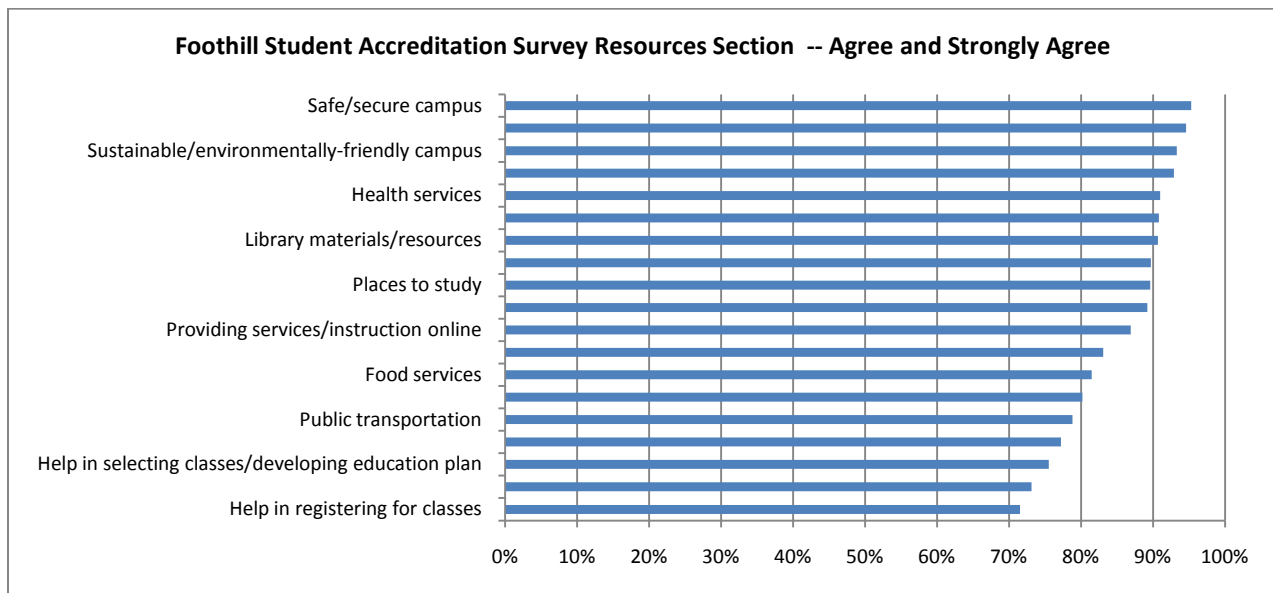 Foothill Student Accreditation Survey Resources Section -- Agree and Strongly Agree
Safe/secure campus
Sustainable/environmentally-friendly campus
Health services
Library materials/resources
Places to study
Providing services/instruction online
Food services
Public transportation
Help in selecting classes/developing education plan
Help in registering for classes
0% 10% 20% 30% 40% 50% 60% 70% 80% 90% 100%